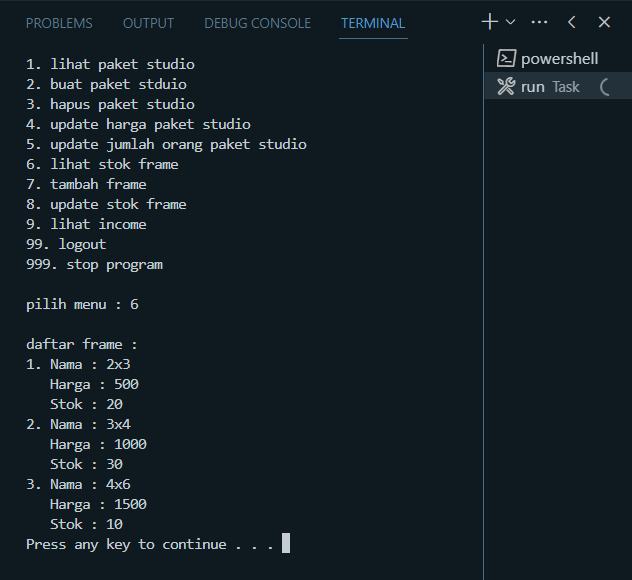 PROBLEMS OUTPUT DEBUG CONSOLE TERMINAL
powershell
run Task
1. lihat paket studio
2. buat paket stduio
3. hapus paket studio
4. update harga paket studio
5. update jumlah orang paket studio
6. lihat stok frame
7. tambah frame
8. update stok frame
9. lihat income
99. logout
999. stop program
pilih menu : 6
daftar frame :
1. Nama : 2x3
Harga : 500
Stok : 20
2. Nama : 3x4
Harga : 1000
Stok : 30
3. Nama : 4x6
Harga : 1500
Stok : 10
Press any key to continue . . .